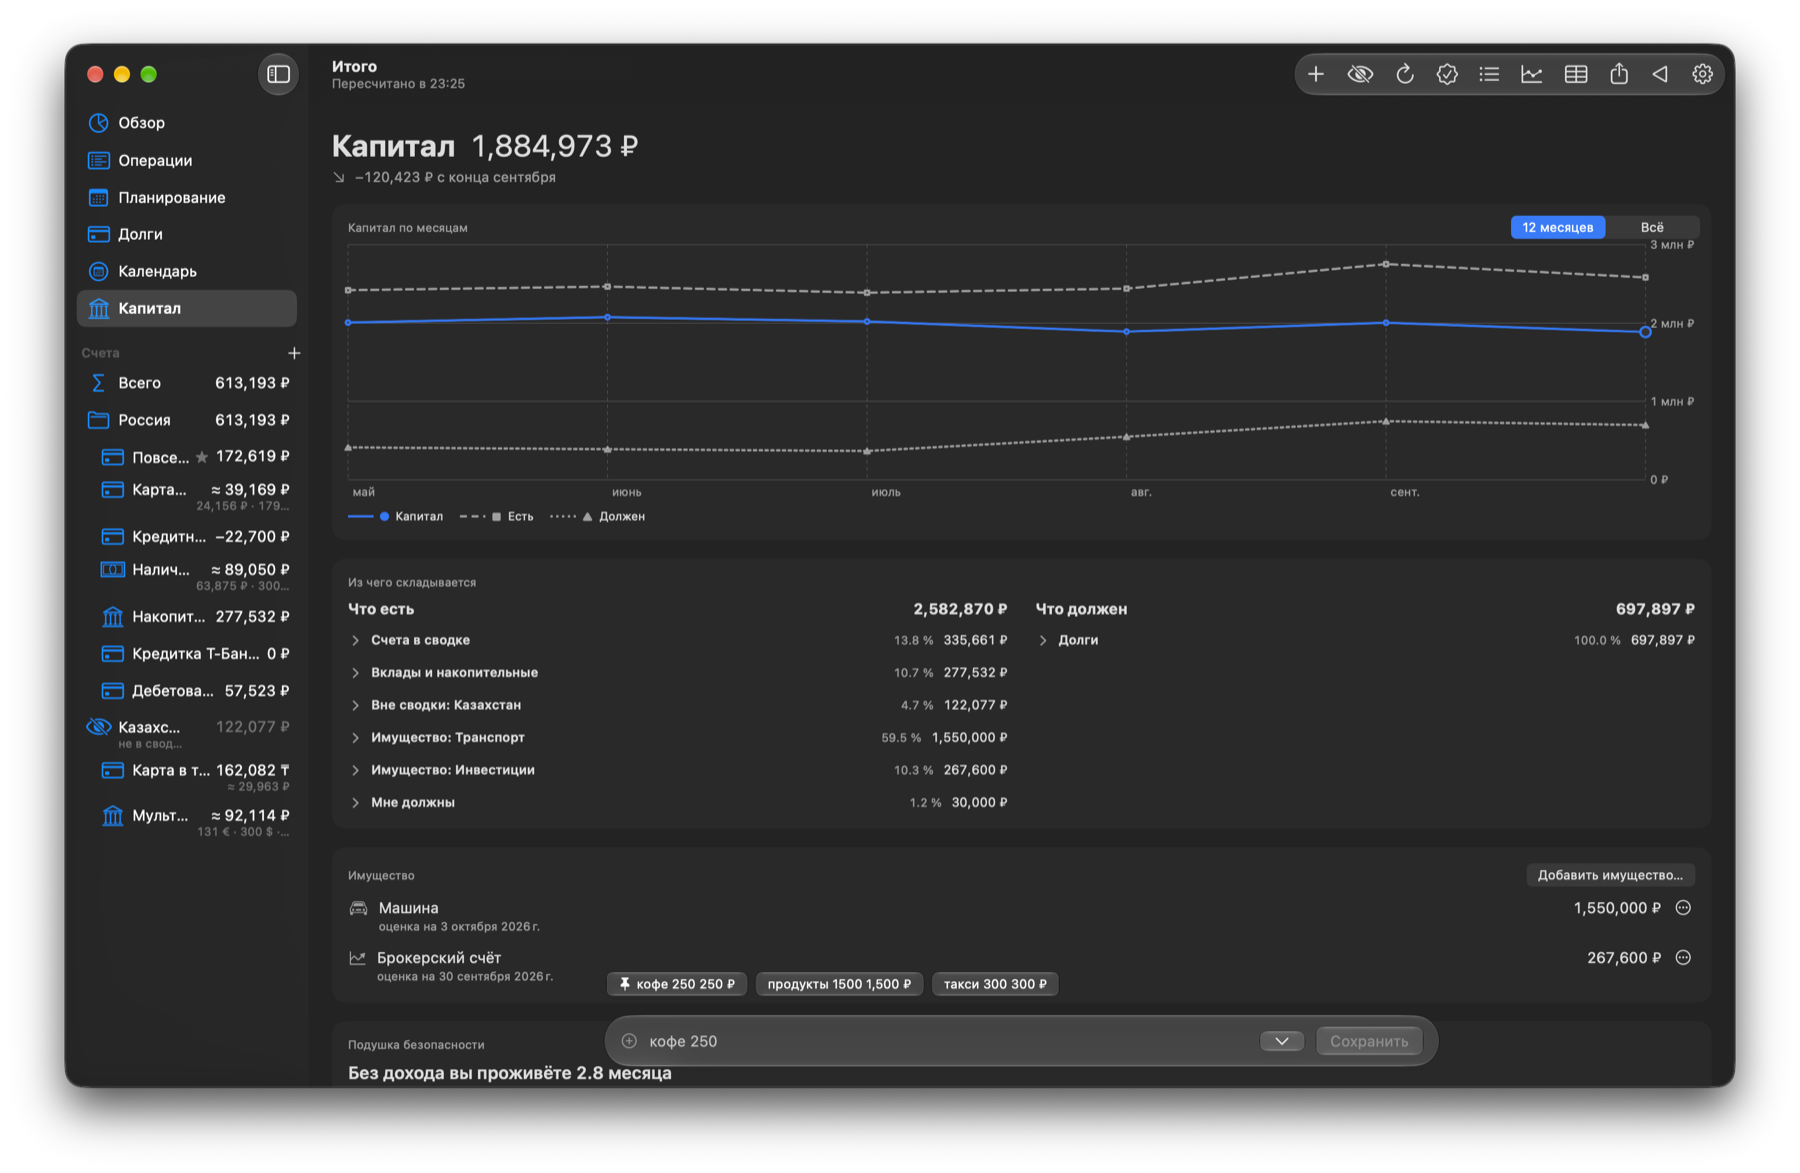 Итого
Пересчитано в 23:25
Обзор
Операции
Планирование
Долги
Календарь
Капитал
Счета
Всего 613,193 ₽
Россия 613,193 ₽
Повсе... ★ 172,619 ₽
Карта... ≈ 39,169 ₽
24,156 ₽ · 179...
Кредитн... −22,700 ₽
Налич... ≈ 89,050 ₽
63,875 ₽ · 300...
Накопит... 277,532 ₽
Кредитка Т-Бан... 0 ₽
Дебетова... 57,523 ₽
Казахс... 122,077 ₽
не в свод...
Карта в т... 162,082 ₸
≈ 29,963 ₽
Мульт... ≈ 92,114 ₽
131 € · 300 $ ·...
Капитал 1,884,973 ₽
↘ −120,423 ₽ с конца сентября
Капитал по месяцам
12 месяцев Всё
3 млн ₽
2 млн ₽
1 млн ₽
0 ₽
май июнь июль авг. сент.
Капитал Есть Должен
Из чего складывается
Что есть 2,582,870 ₽
Счета в сводке 13.8 % 335,661 ₽
Вклады и накопительные 10.7 % 277,532 ₽
Вне сводки: Казахстан 4.7 % 122,077 ₽
Имущество: Транспорт 59.5 % 1,550,000 ₽
Имущество: Инвестиции 10.3 % 267,600 ₽
Мне должны 1.2 % 30,000 ₽
Что должен 697,897 ₽
Долги 100.0 % 697,897 ₽
Имущество
Добавить имущество...
Машина 1,550,000 ₽
оценка на 3 октября 2026 г.
Брокерский счёт 267,600 ₽
оценка на 30 сентября 2026 г.
кофе 250 250 ₽
продукты 1500 1,500 ₽
такси 300 300 ₽
кофе 250
Сохранить
Подушка безопасности
Без дохода вы проживёте 2.8 месяца